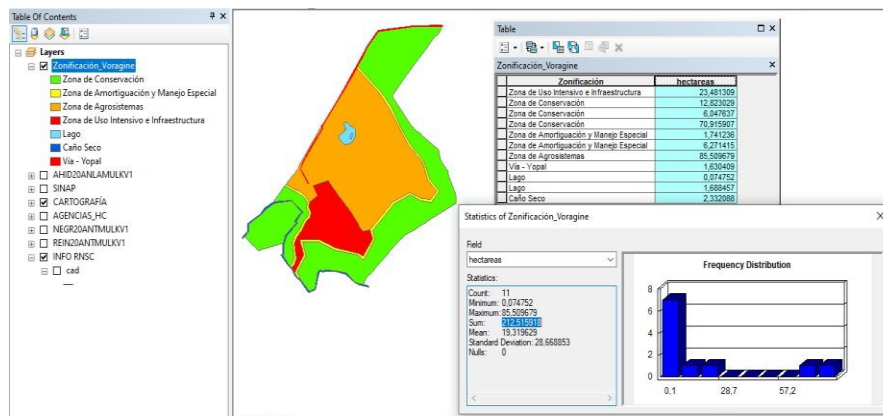 Table Of Contents
Layers
Zonificación_Voragine
Zona de Conservación
Zona de Amortiguación y Manejo Especial
Zona de Agrosistemas
Zona de Uso Intensivo e Infraestructura
Lago
Caño Seco
Vía - Yopal
AHID20ANLAMULKV1
SINAP
CARTOGRAFÍA
AGENCIAS_HC
NEGR20ANTMULKV1
REIN20ANTMULKV1
INFO RNSC
cad
Table
Zonificación_Voragine
Zonificación hectareas
Zona de Uso Intensivo e Infraestructura 23,481309
Zona de Conservación 12,823029
Zona de Conservación 6,047637
Zona de Conservación 70,915907
Zona de Amortiguación y Manejo Especial 1,741236
Zona de Amortiguación y Manejo Especial 6,271415
Zona de Agrosistemas 85,509679
Vía - Yopal 1,630409
Lago 0,074752
Lago 1,688457
Caño Seco 2,332088
Statistics of Zonificación_Voragine
Field
hectareas
Statistics:
Count: 11
Minimum: 0,074752
Maximum: 85,509679
Sum: 212,515918
Mean: 19,319629
Standard Deviation: 28,668853
Nulls: 0
Frequency Distribution
8
6
4
2
0
0,1 28,7 57,2